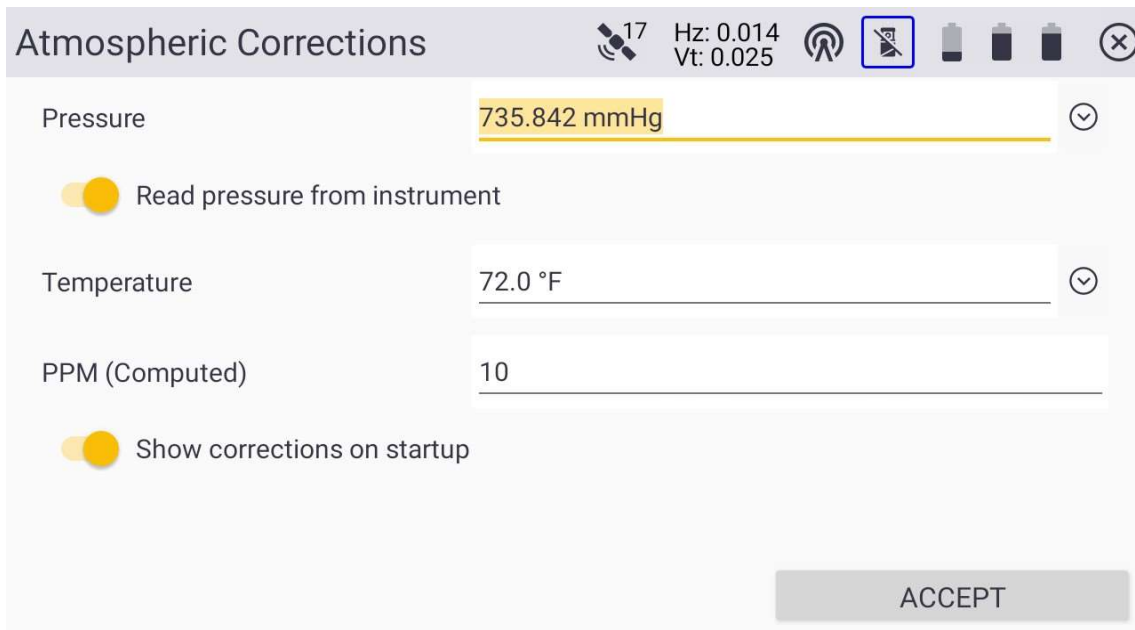 Atmospheric Corrections
17
Hz: 0.014
Vt: 0.025
Pressure
735.842 mmHg
Read pressure from instrument
Temperature
72.0 °F
PPM (Computed)
10
Show corrections on startup
ACCEPT